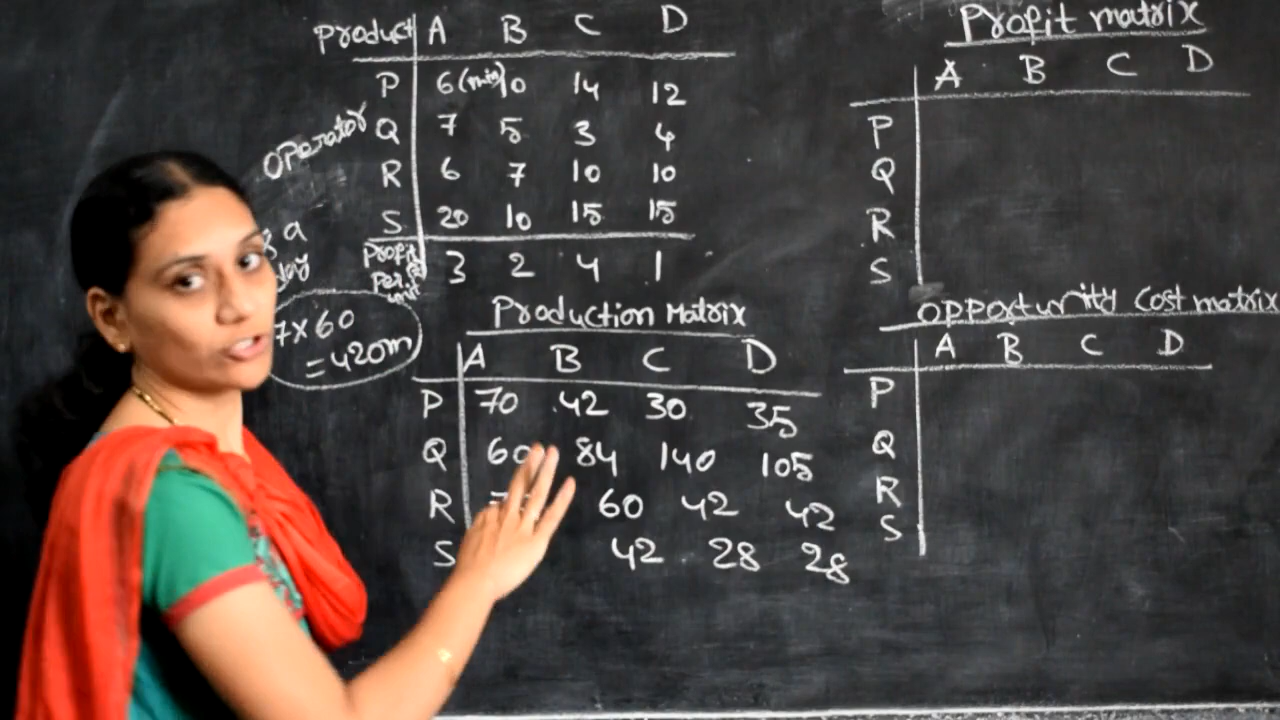 Product A B C D
P 6(min) 10 14 12
Operator
Q 7 5 3 4
R 6 7 10 10
S 20 10 15 15
Profit Per unit 3 2 4 1
a
7x60
=420m
Production Matrix
A B C D
P 70 42 30 35
Q 60 84 140 105
R 60 42 42
S 42 28 28
Profit matrix
A B C D
P
Q
R
S
Opportunity Cost matrix
A B C D
P
Q
R
S